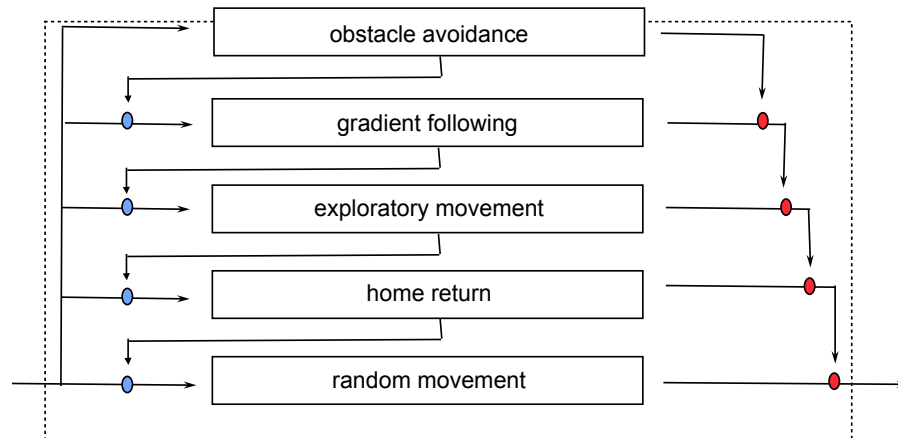 obstacle avoidance
gradient following
exploratory movement
home return
random movement